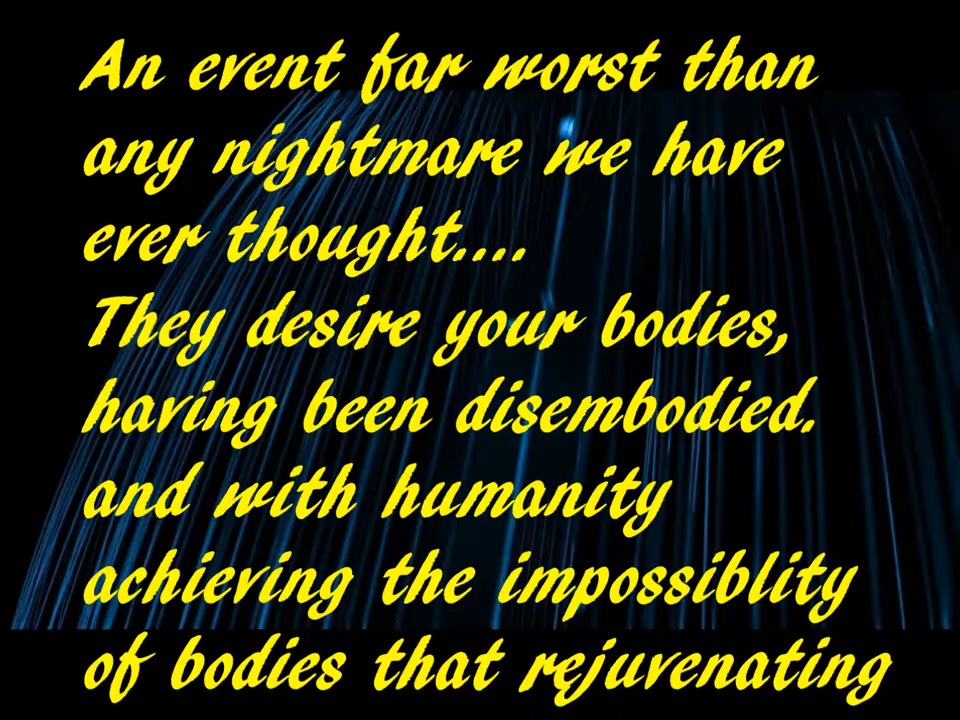 An event far worst than
any nightmare we have
ever thought....
They desire your bodies,
having been disembodied.
and with humanity
achieving the impossiblity
of bodies that rejuvenating